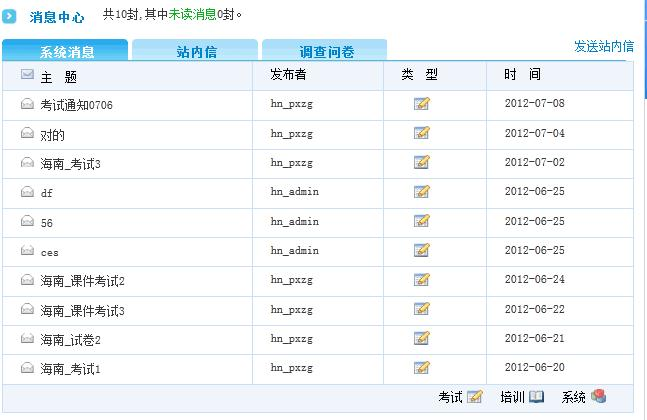 消息中心 共10封,其中未读消息0封。
系统消息 站内信 调查问卷 发送站内信
主 题 发布者 类 型 时 间
考试通知0706 hn_pxzg 2012-07-08
对的 hn_pxzg 2012-07-04
海南_考试3 hn_pxzg 2012-07-02
df hn_admin 2012-06-25
56 hn_admin 2012-06-25
ces hn_admin 2012-06-25
海南_课件考试2 hn_pxzg 2012-06-24
海南_课件考试3 hn_pxzg 2012-06-22
海南_试卷2 hn_pxzg 2012-06-21
海南_考试1 hn_pxzg 2012-06-20
考试 培训 系统